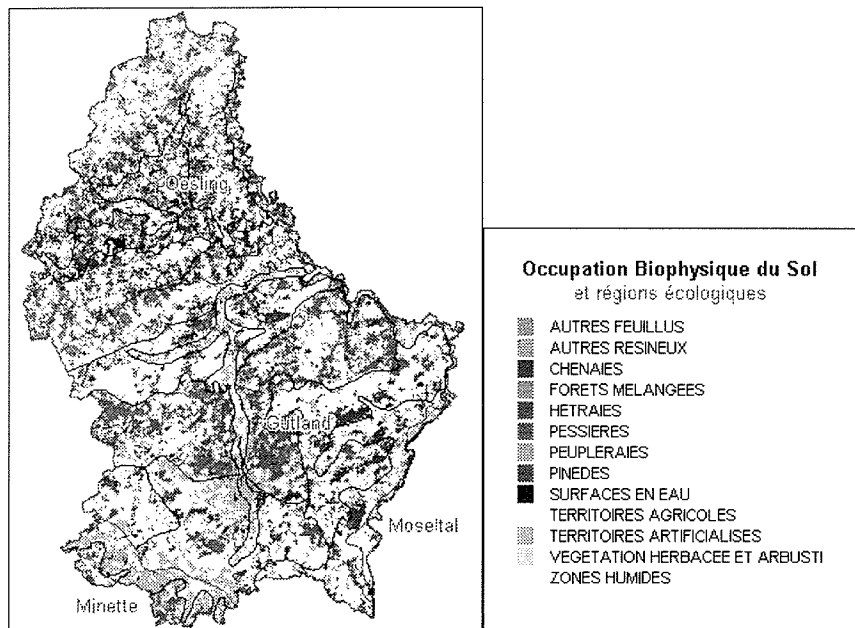 Oesling
Gutland
Moseltal
Minette
Occupation Biophysique du Sol
et régions écologiques
AUTRES FEUILLUS
AUTRES RESINEUX
CHENAIES
FORETS MELANGEES
HETRAIES
PESSIERES
PEUPLERAIES
PINEDES
SURFACES EN EAU
TERRITOIRES AGRICOLES
TERRITOIRES ARTIFICIALISES
VEGETATION HERBACEE ET ARBUSTI
ZONES HUMIDES